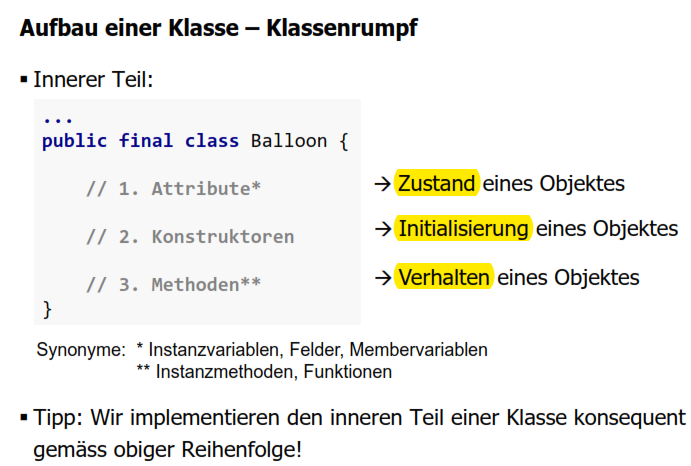 Aufbau einer Klasse – Klassenrumpf
▪ Innerer Teil:
...
public final class Balloon {
// 1. Attribute* → Zustand eines Objektes
// 2. Konstruktoren → Initialisierung eines Objektes
// 3. Methoden** → Verhalten eines Objektes
}
Synonyme: * Instanzvariablen, Felder, Membervariablen
** Instanzmethoden, Funktionen
▪ Tipp: Wir implementieren den inneren Teil einer Klasse konsequent
gemäss obiger Reihenfolge!